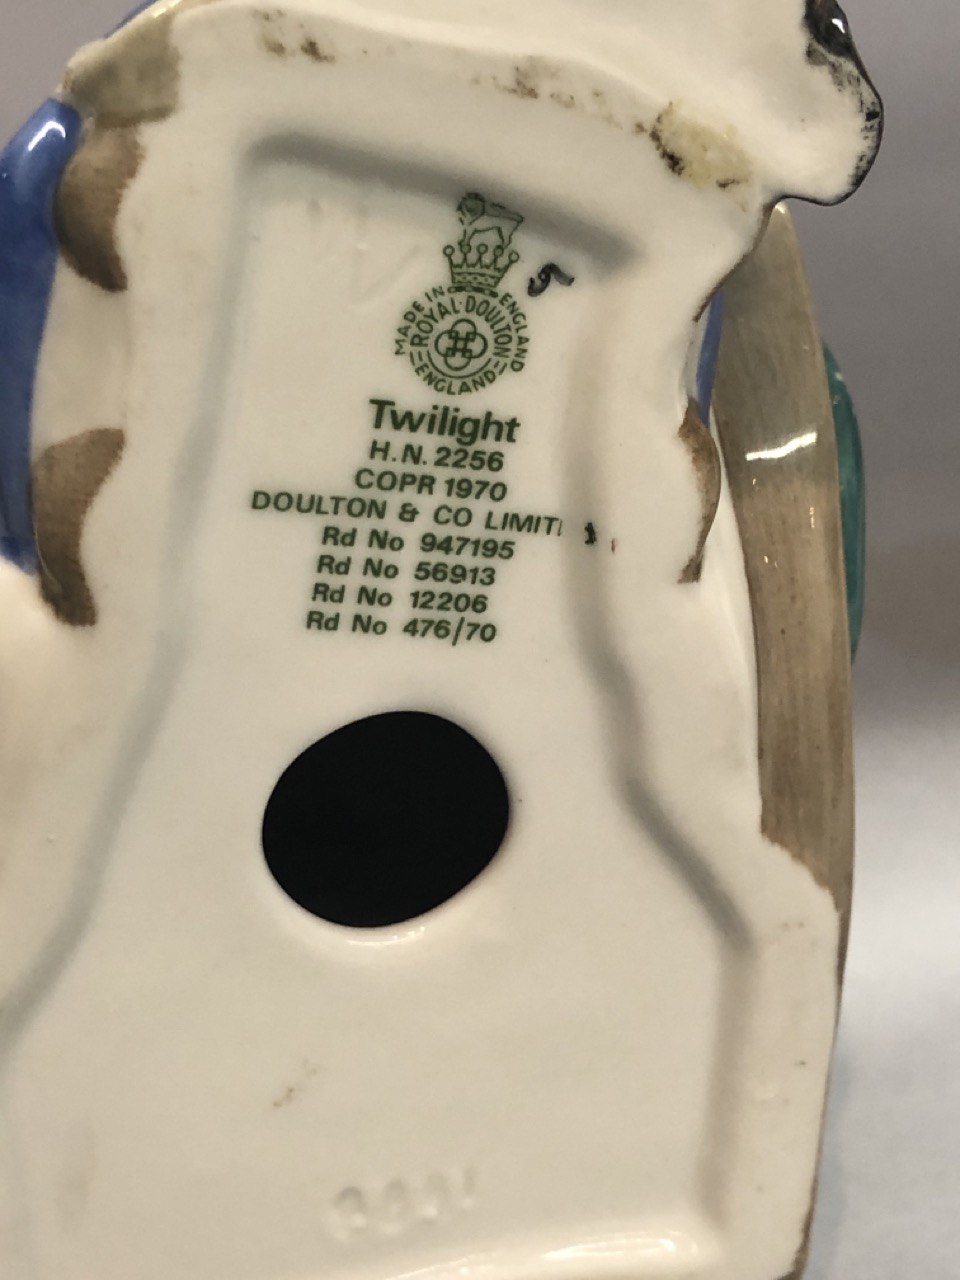 MADE IN ENGLAND
ROYAL·DOULTON
ENGLAND
Twilight
H.N. 2256
COPR 1970
DOULTON & CO LIMIT
Rd No 947195
Rd No 56913
Rd No 12206
Rd No 476/70